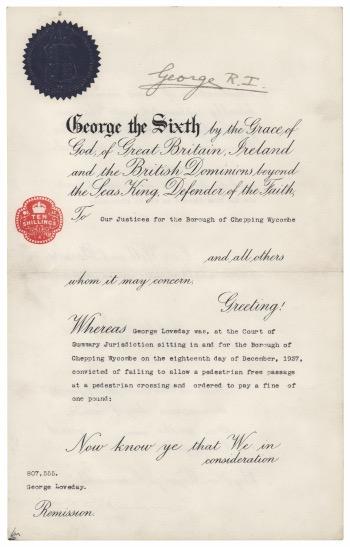 George R.I.
George the Sixth by the Grace of
God, of Great Britain, Ireland
and the British Dominions beyond
the Seas King, Defender of the Faith,
To Our Justices for the Borough of Chepping Wycombe
TEN
SHILLINGS
and all others
whom it may concern.
Greeting!
Whereas George Loveday was, at the Court of
Summary Jurisdiction sitting in and for the Borough of
Chepping Wycombe on the eighteenth day of December, 1937,
convicted of failing to allow a pedestrian free passage
at a pedestrian crossing and ordered to pay a fine of
one pound:
Now know ye that We in
consideration
807,555.
George Loveday.
Remission.